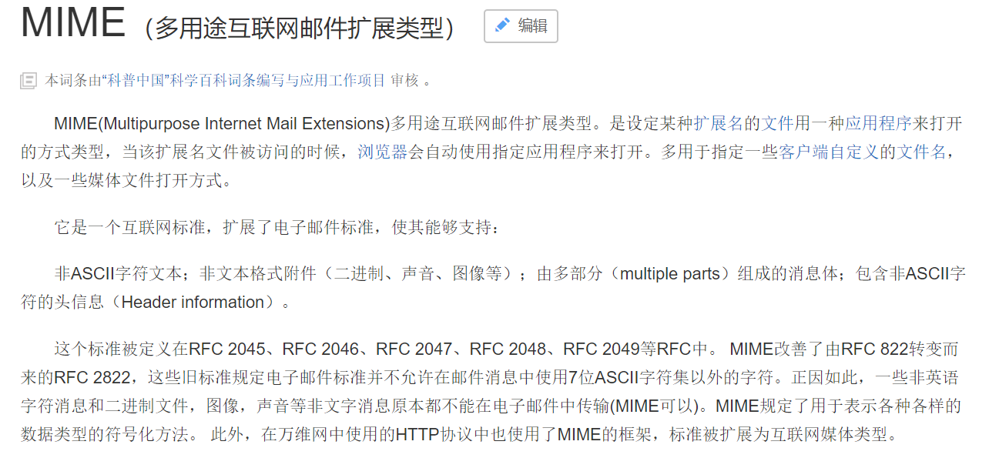 MIME（多用途互联网邮件扩展类型） 编辑
本词条由“科普中国”科学百科词条编写与应用工作项目 审核 。
MIME(Multipurpose Internet Mail Extensions)多用途互联网邮件扩展类型。是设定某种扩展名的文件用一种应用程序来打开
的方式类型，当该扩展名文件被访问的时候，浏览器会自动使用指定应用程序来打开。多用于指定一些客户端自定义的文件名，
以及一些媒体文件打开方式。
它是一个互联网标准，扩展了电子邮件标准，使其能够支持：
非ASCII字符文本；非文本格式附件（二进制、声音、图像等）；由多部分（multiple parts）组成的消息体；包含非ASCII字
符的头信息（Header information）。
这个标准被定义在RFC 2045、RFC 2046、RFC 2047、RFC 2048、RFC 2049等RFC中。 MIME改善了由RFC 822转变而
来的RFC 2822，这些旧标准规定电子邮件标准并不允许在邮件消息中使用7位ASCII字符集以外的字符。正因如此，一些非英语
字符消息和二进制文件，图像，声音等非文字消息原本都不能在电子邮件中传输(MIME可以)。MIME规定了用于表示各种各样的
数据类型的符号化方法。 此外，在万维网中使用的HTTP协议中也使用了MIME的框架，标准被扩展为互联网媒体类型。